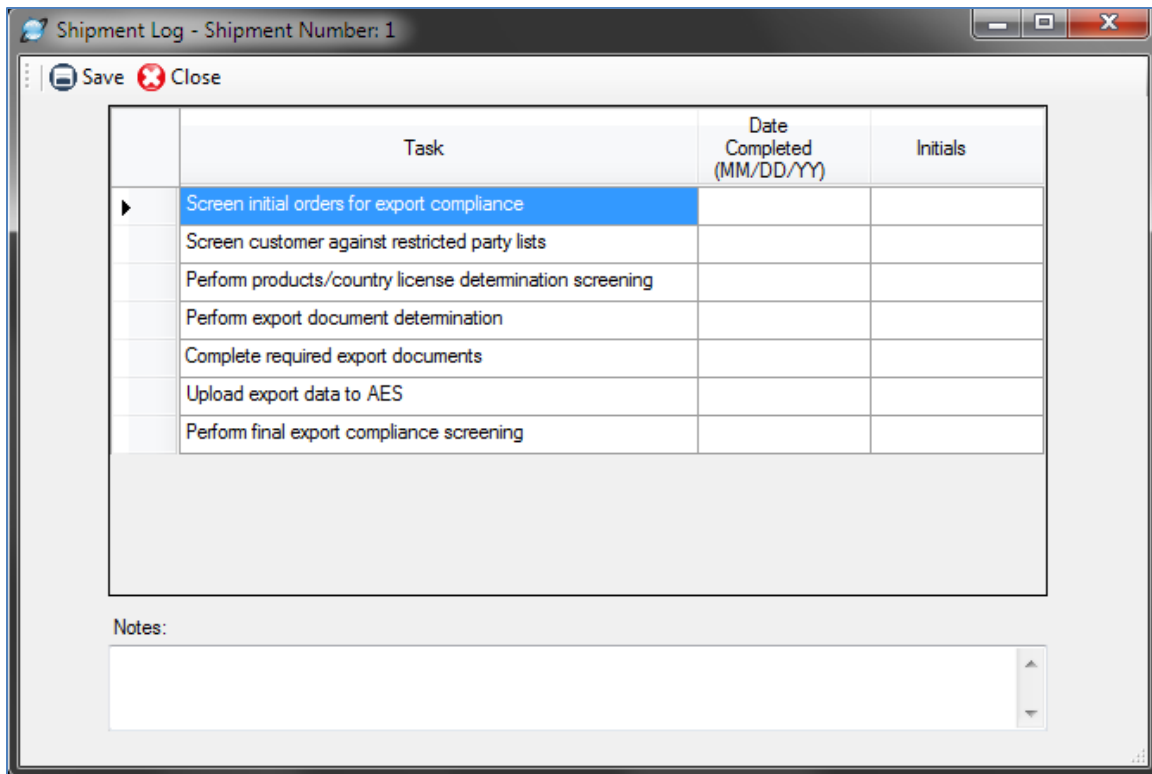 Shipment Log - Shipment Number: 1
Save Close
Task
Date
Completed
(MM/DD/YY)
Initials
Screen initial orders for export compliance
Screen customer against restricted party lists
Perform products/country license determination screening
Perform export document determination
Complete required export documents
Upload export data to AES
Perform final export compliance screening
Notes: